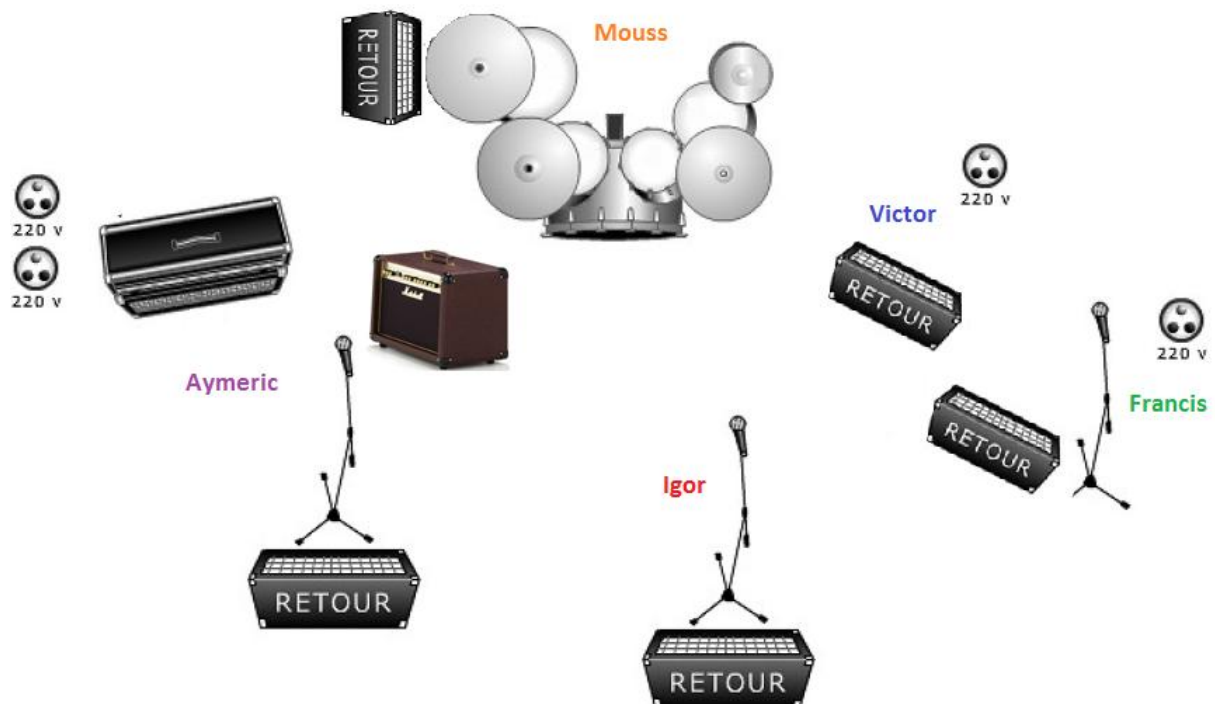 Mouss
RETOUR
220 v
Victor
220 v
220 v
RETOUR
220 v
Aymeric
Francis
RETOUR
Igor
RETOUR
RETOUR